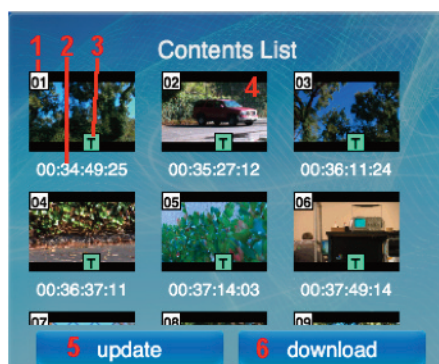 1 2 3
Contents List
01 02 4 03
T T T
00:34:49:25 00:35:27:12 00:36:11:24
04 05 06
T T T
00:36:37:11 00:37:14:03 00:37:49:14
07 08 09
5 update 6 download